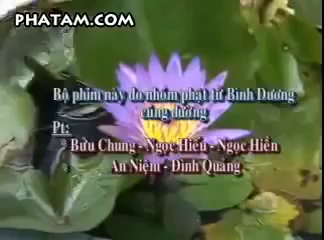 PHATAM.COM
Bộ phim này do nhóm phật tử Bình Dương
cúng dường
Pt:
* Bửu Chung - Ngọc Hiếu - Ngọc Hiền
* An Niệm - Đình Quảng